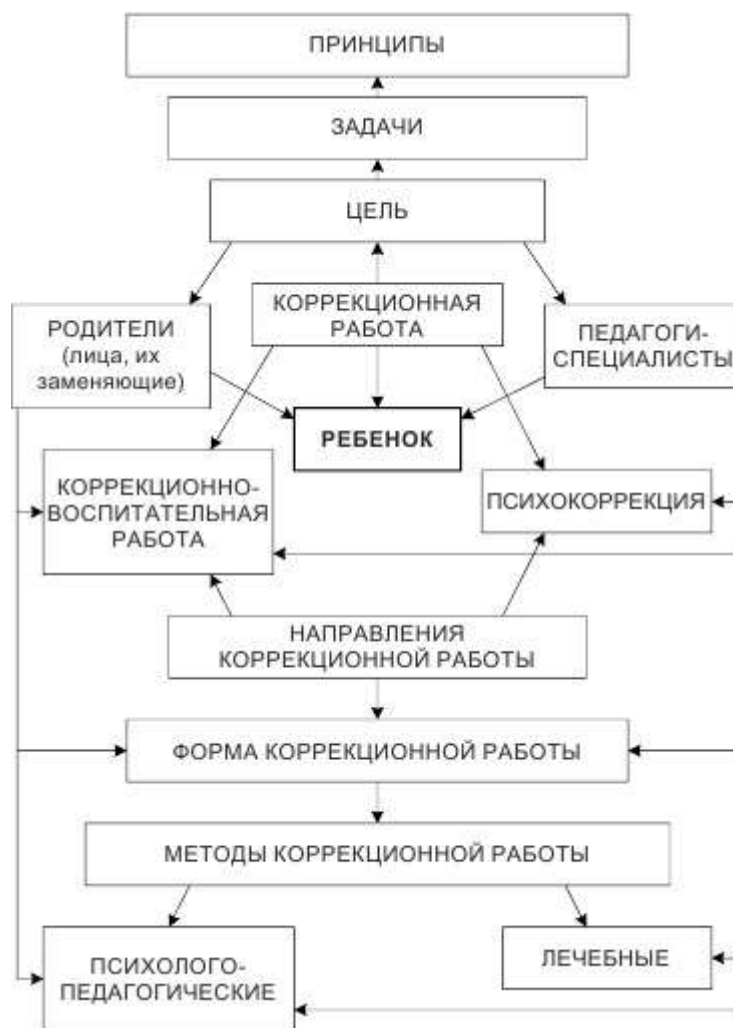 ПРИНЦИПЫ
ЗАДАЧИ
ЦЕЛЬ
КОРРЕКЦИОННАЯ
РАБОТА
РОДИТЕЛИ
(лица, их
заменяющие)
ПЕДАГОГИ-
СПЕЦИАЛИСТЫ
РЕБЕНОК
КОРРЕКЦИОННО-
ВОСПИТАТЕЛЬНАЯ
РАБОТА
ПСИХОКОРРЕКЦИЯ
НАПРАВЛЕНИЯ
КОРРЕКЦИОННОЙ РАБОТЫ
ФОРМА КОРРЕКЦИОННОЙ РАБОТЫ
МЕТОДЫ КОРРЕКЦИОННОЙ РАБОТЫ
ПСИХОЛОГО-
ПЕДАГОГИЧЕСКИЕ
ЛЕЧЕБНЫЕ